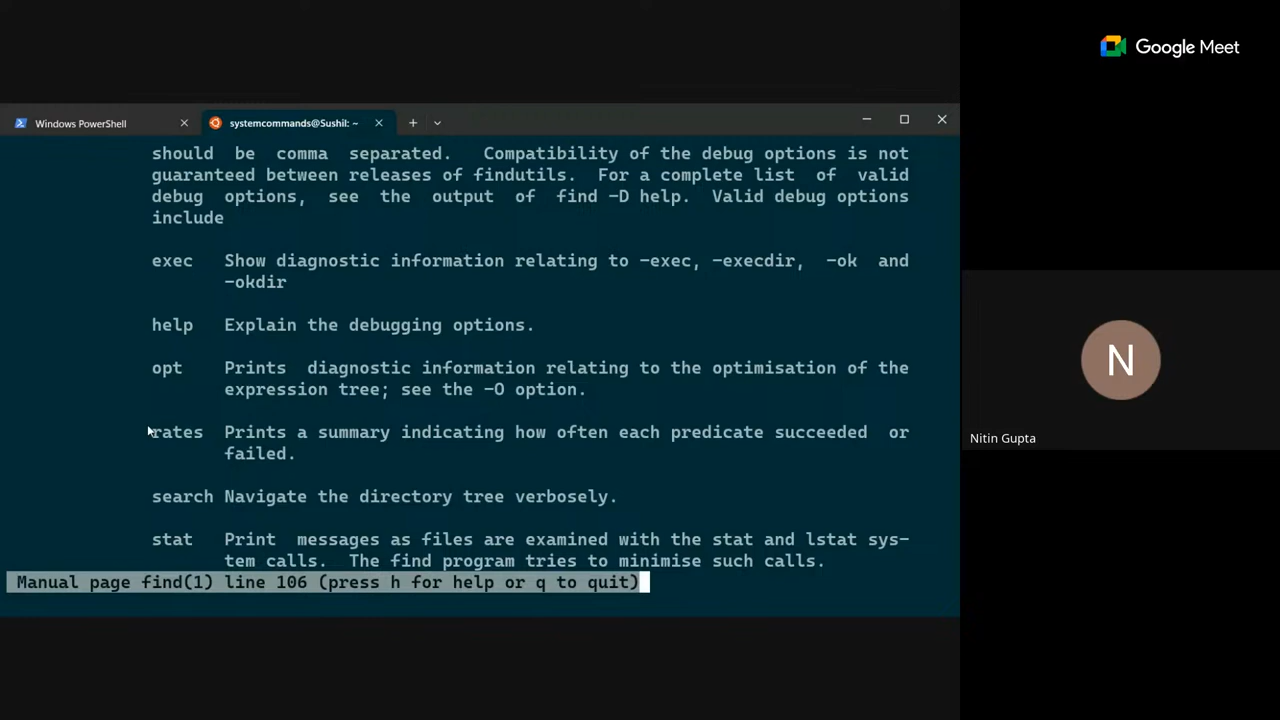 Google Meet
Windows PowerShell
systemcommands@Sushil: ~
should be comma separated. Compatibility of the debug options is not
guaranteed between releases of findutils. For a complete list of valid
debug options, see the output of find -D help. Valid debug options
include
exec Show diagnostic information relating to -exec, -execdir, -ok and
-okdir
help Explain the debugging options.
opt Prints diagnostic information relating to the optimisation of the
expression tree; see the -O option.
rates Prints a summary indicating how often each predicate succeeded or
failed.
search Navigate the directory tree verbosely.
stat Print messages as files are examined with the stat and lstat sys-
tem calls. The find program tries to minimise such calls.
Manual page find(1) line 106 (press h for help or q to quit)
N
Nitin Gupta